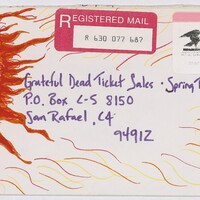 REGISTERED MAIL
R 630 077 687
Grateful Dead Ticket Sales - Spring T
P.O. Box C-S 8150
San Rafael, CA
94912